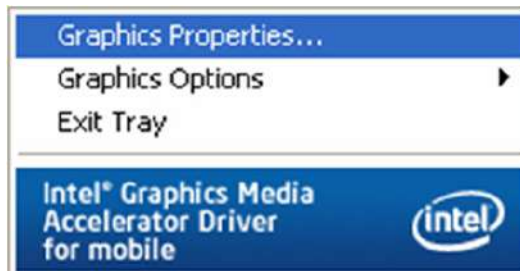 Graphics Properties...
Graphics Options
Exit Tray
Intel® Graphics Media
Accelerator Driver
for mobile
intel